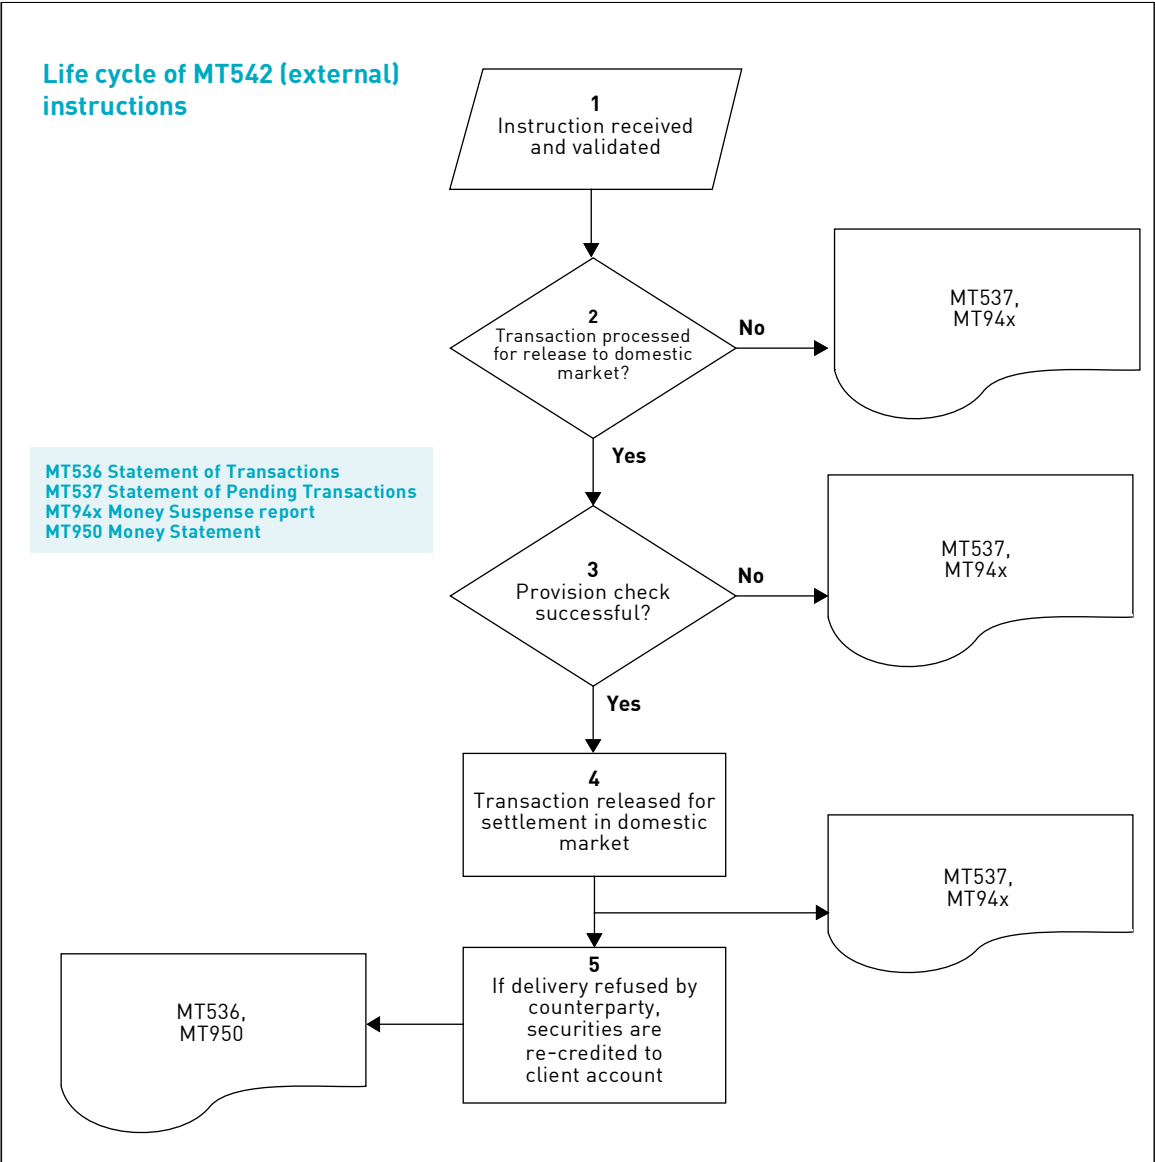 Life cycle of MT542 (external)
instructions
1
Instruction received
and validated
2
Transaction processed
for release to domestic
market?
No
MT537,
MT94x
Yes
MT536 Statement of Transactions
MT537 Statement of Pending Transactions
MT94x Money Suspense report
MT950 Money Statement
3
Provision check
successful?
No
MT537,
MT94x
Yes
4
Transaction released for
settlement in domestic
market
MT537,
MT94x
5
If delivery refused by
counterparty,
securities are
re-credited to
client account
MT536,
MT950